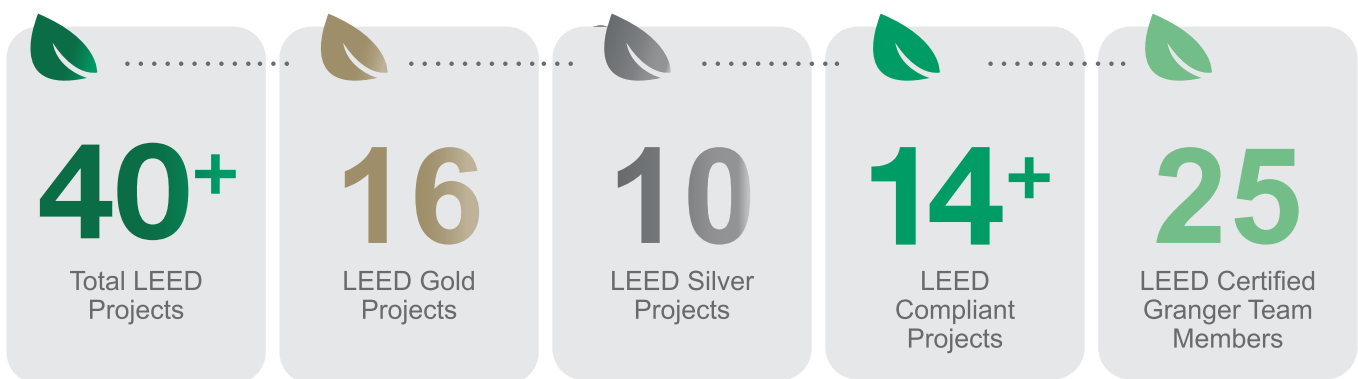 40+
Total LEED
Projects
16
LEED Gold
Projects
10
LEED Silver
Projects
14+
LEED
Compliant
Projects
25
LEED Certified
Granger Team
Members